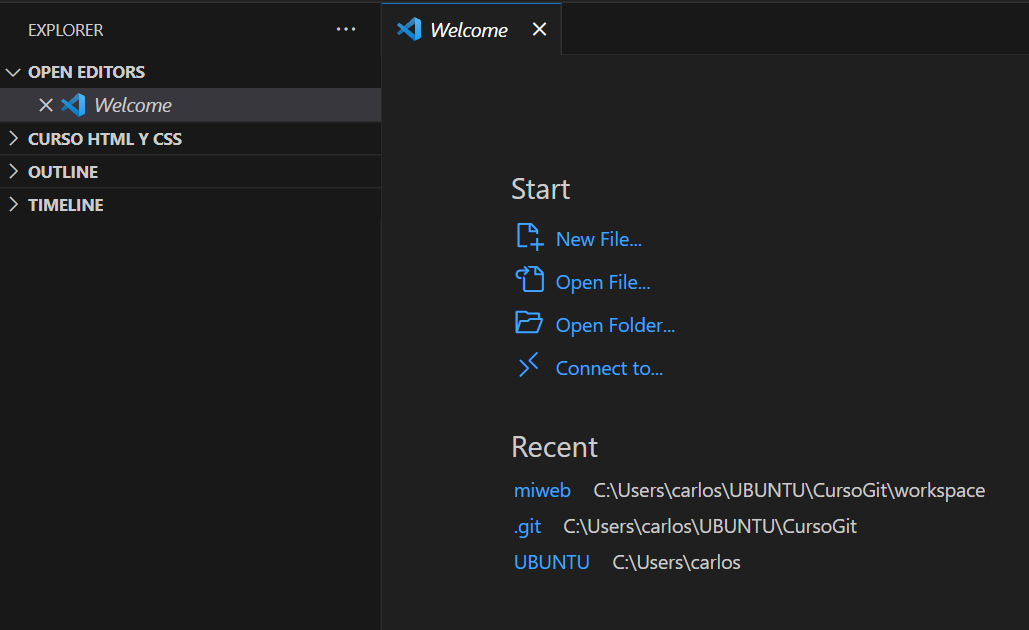 EXPLORER
OPEN EDITORS
Welcome
CURSO HTML Y CSS
OUTLINE
TIMELINE
Welcome
Start
New File...
Open File...
Open Folder...
Connect to...
Recent
miweb C:\Users\carlos\UBUNTU\CursoGit\workspace
.git C:\Users\carlos\UBUNTU\CursoGit
UBUNTU C:\Users\carlos